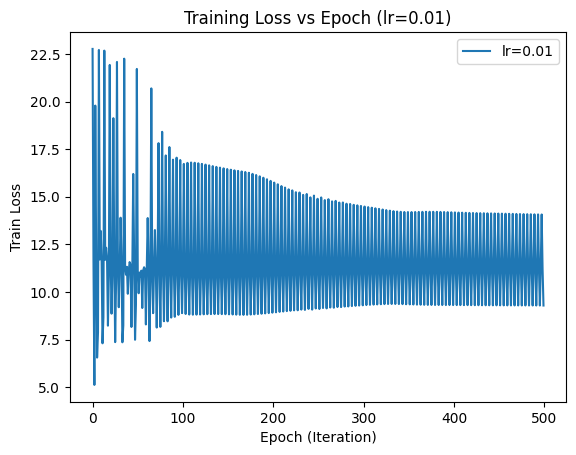 Training Loss vs Epoch (lr=0.01)
lr=0.01
Train Loss
22.5
20.0
17.5
15.0
12.5
10.0
7.5
5.0
0 100 200 300 400 500
Epoch (Iteration)